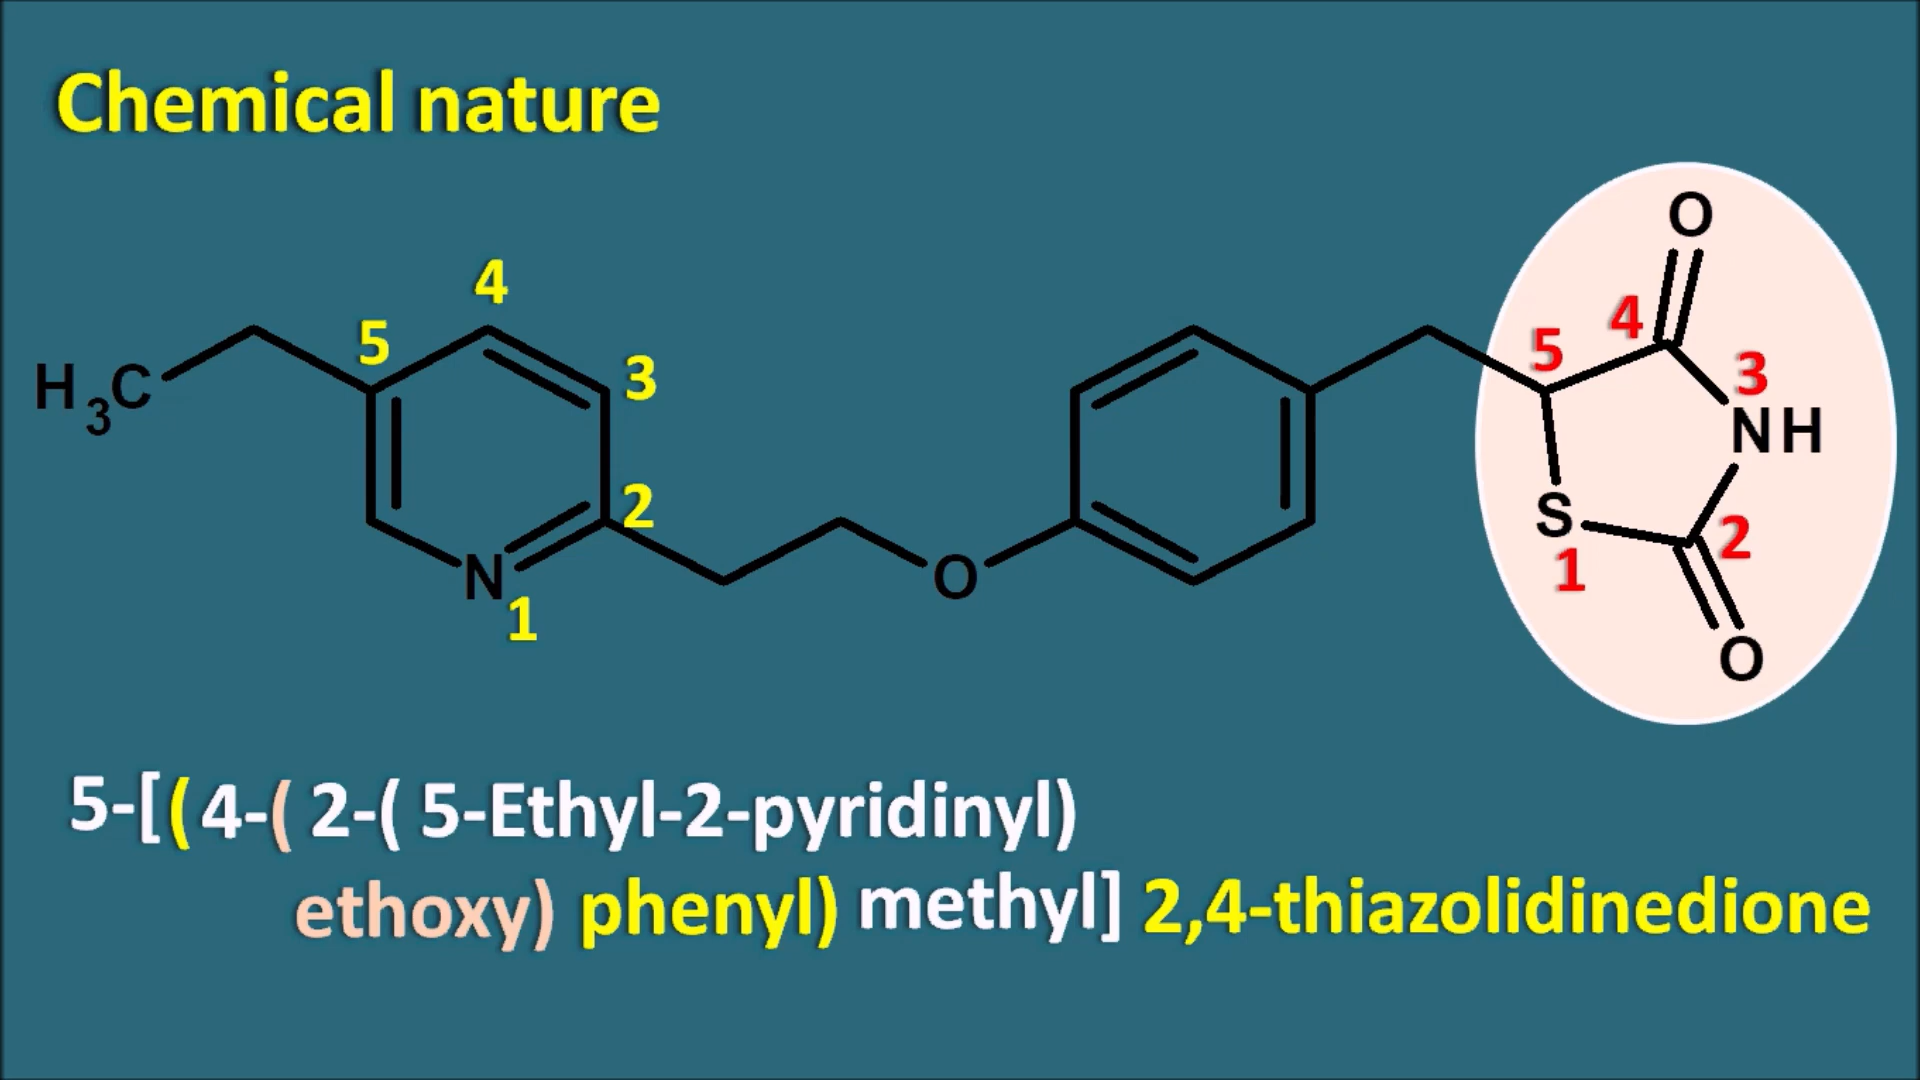 Chemical nature
O
4
5 4 5 4 3
H3C 3 NH
2 S 2
N O 1
1 O
5-[(4-( 2-( 5-Ethyl-2-pyridinyl)
ethoxy) phenyl) methyl] 2,4-thiazolidinedione